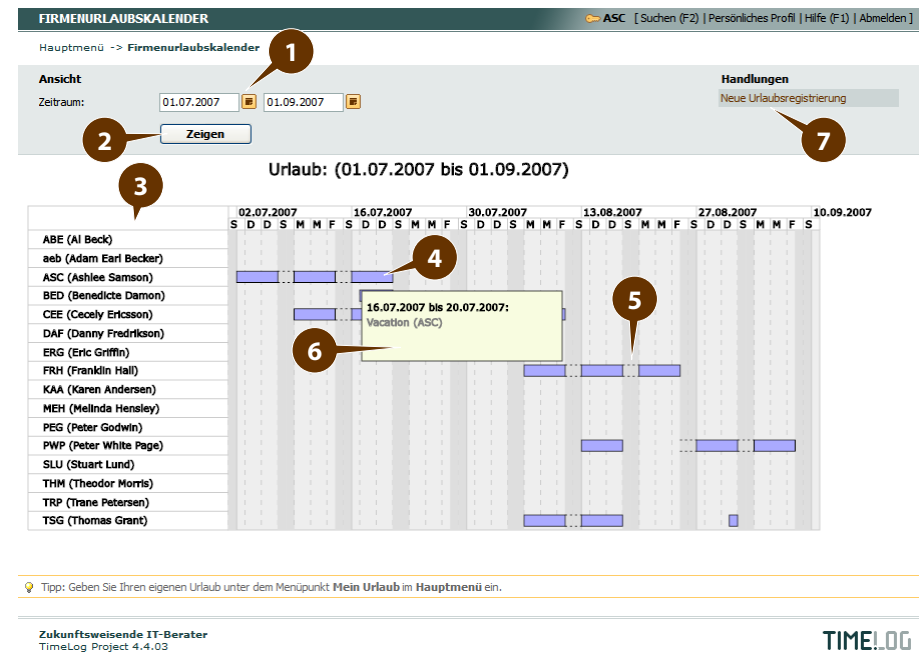 FIRMENURLAUBSKALENDER
ASC [ Suchen (F2) | Persönliches Profil | Hilfe (F1) | Abmelden ]
Hauptmenü -> Firmenurlaubskalender
1
Ansicht
Handlungen
Zeitraum: 01.07.2007 01.09.2007
Neue Urlaubsregistrierung
Zeigen
2
7
Urlaub: (01.07.2007 bis 01.09.2007)
3
02.07.2007 16.07.2007 30.07.2007 13.08.2007 27.08.2007 10.09.2007
S D D S M M F S D D S M M F S D D S M M F S D D S M M F S D D S M M F S
ABE (Al Beck)
aeb (Adam Earl Becker)
4
ASC (Ashlee Samson)
BED (Benedicte Damon)
16.07.2007 bis 20.07.2007:
Vacation (ASC)
5
CEE (Cecely Ericsson)
DAF (Danny Fredrikson)
6
ERG (Eric Griffin)
FRH (Franklin Hall)
KAA (Karen Andersen)
MEH (Melinda Hensley)
PEG (Peter Godwin)
PWP (Peter White Page)
SLU (Stuart Lund)
THM (Theodor Morris)
TRP (Trane Petersen)
TSG (Thomas Grant)
Tipp: Geben Sie Ihren eigenen Urlaub unter dem Menüpunkt Mein Urlaub im Hauptmenü ein.
Zukunftsweisende IT-Berater
TimeLog Project 4.4.03
TIME!LOG